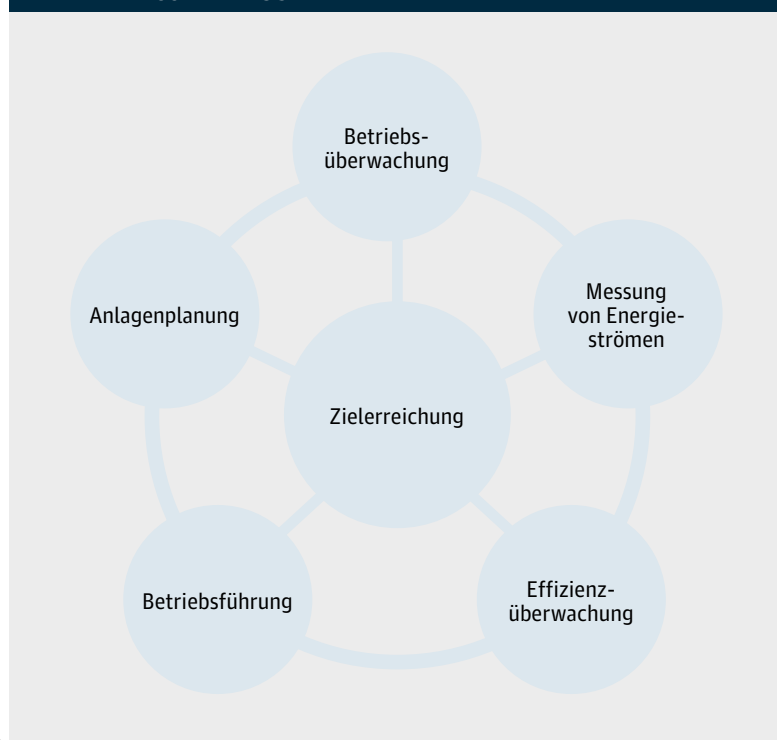 Betriebs-
überwachung
Messung
von Energie-
strömen
Anlagenplanung
Zielerreichung
Effizienz-
überwachung
Betriebsführung